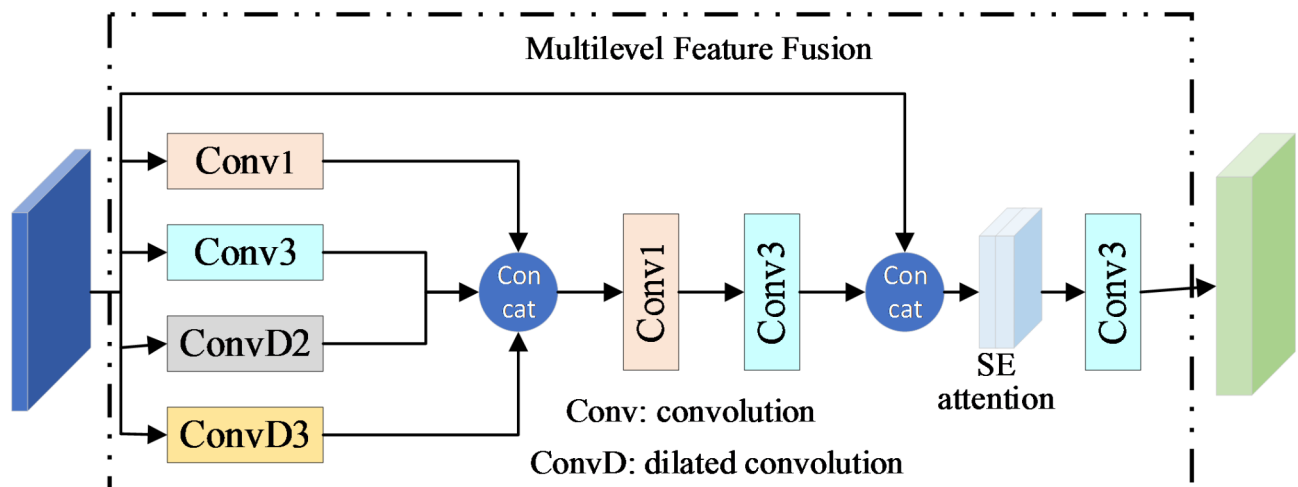 Multilevel Feature Fusion
Conv1
Conv3
ConvD2
ConvD3
Con
cat
Conv1
Conv3
Con
cat
SE
attention
Conv3
Conv: convolution
ConvD: dilated convolution